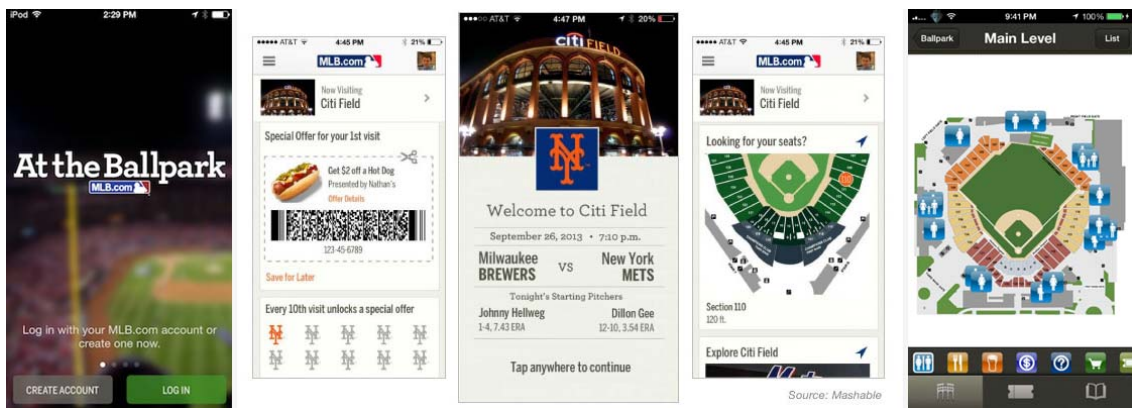 iPod
2:29 PM
At the Ballpark
MLB.com
Log in with your MLB.com account or
create one now.
CREATE ACCOUNT
LOG IN
AT&T
4:45 PM
21%
MLB.com
Now Visiting
Citi Field
Special Offer for your 1st visit
Get $2 off a Hot Dog
Presented by Nathan's
Offer Details
123-45-6789
Save for Later
Every 10th visit unlocks a special offer
AT&T
4:47 PM
20%
citi FIELD
NY
Welcome to Citi Field
September 26, 2013 • 7:10 p.m.
Milwaukee
BREWERS
VS
New York
METS
Tonight's Starting Pitchers
Johnny Hellweg
1-4, 7.43 ERA
Dillon Gee
12-10, 3.54 ERA
Tap anywhere to continue
AT&T
4:45 PM
21%
MLB.com
Now Visiting
Citi Field
Looking for your seats?
Section 110
120 ft.
Explore Citi Field
Source: Mashable
9:41 PM
100%
Ballpark
Main Level
List